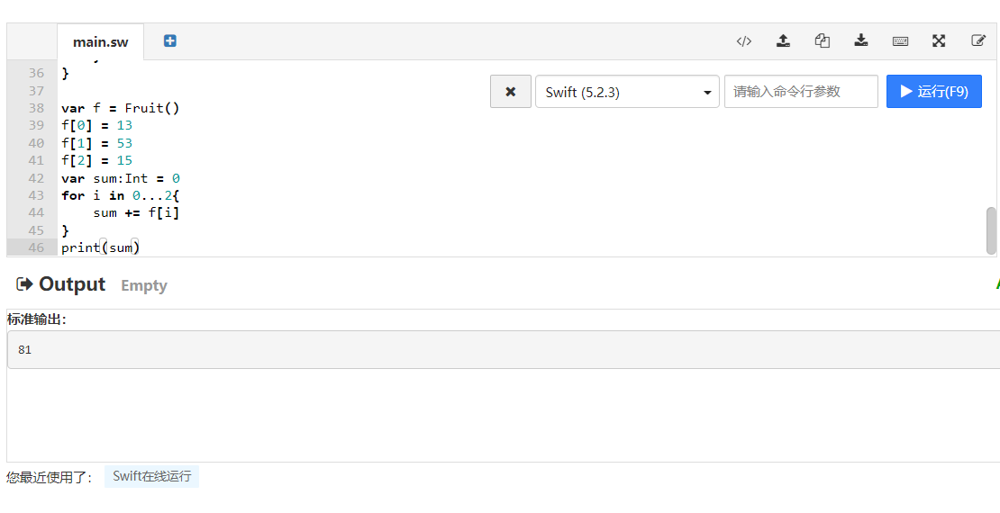 main.sw
36 }
37
38 var f = Fruit()
39 f[0] = 13
40 f[1] = 53
41 f[2] = 15
42 var sum:Int = 0
43 for i in 0...2{
44     sum += f[i]
45 }
46 print(sum)
Swift (5.2.3)
请输入命令行参数
运行(F9)
Output Empty
标准输出:
81
您最近使用了: Swift在线运行